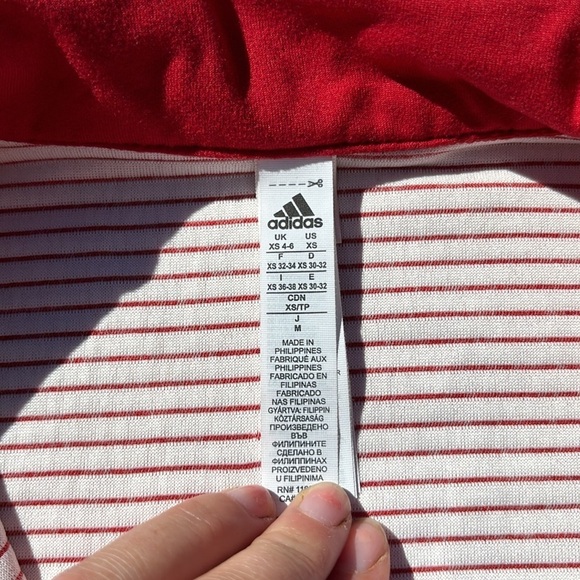 adidas
UK US
XS 4-6 XS
F D
XS 32-34 XS 30-32
I E
XS 36-38 XS 30-32
CDN
XS/TP
J
M
MADE IN
PHILIPPINES
FABRIQUÉ AUX
PHILIPPINES
FABRICADO EN
FILIPINAS
FABRICADO
NAS FILIPINAS
GYÁRTVA: FILIPPIN
KÖZTÁRSASÁG
ПРОИЗВЕДЕНО
ВЪВ
ФИЛИПИНИТЕ
СДЕЛАНО В
ФИЛИППИНАХ
PROIZVEDENO
U FILIPINIMA
RN#